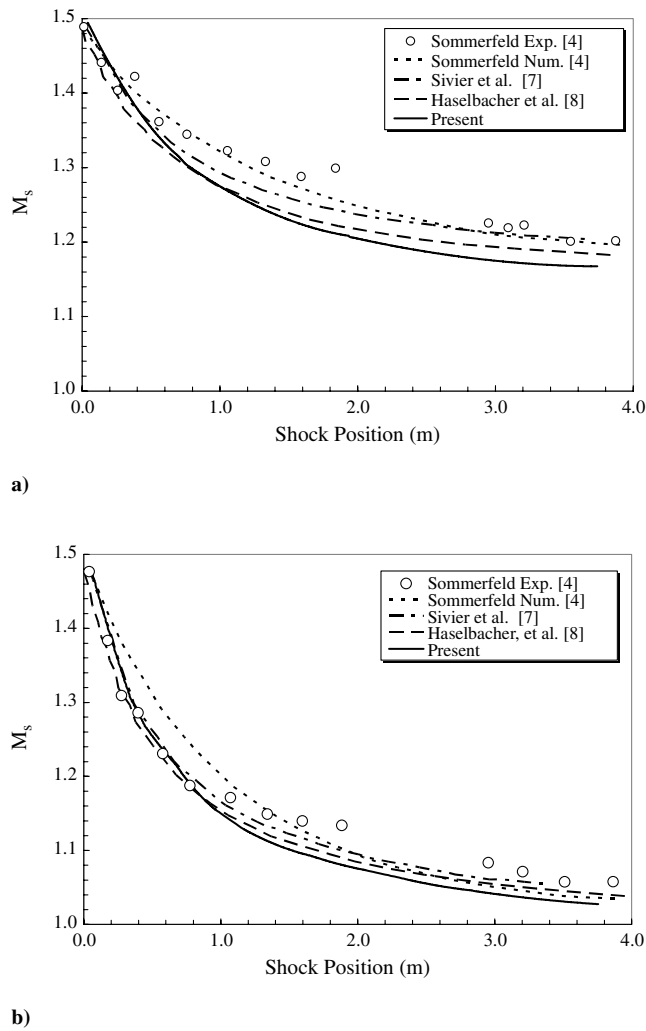 1.5
1.4
1.3
1.2
1.1
1.0
M_s
0.0 1.0 2.0 3.0 4.0
Shock Position (m)
Sommerfeld Exp. [4]
Sommerfeld Num. [4]
Sivier et al. [7]
Haselbacher et al. [8]
Present
a)
1.5
1.4
1.3
1.2
1.1
1.0
M_s
0.0 1.0 2.0 3.0 4.0
Shock Position (m)
Sommerfeld Exp. [4]
Sommerfeld Num. [4]
Sivier et al. [7]
Haselbacher, et al. [8]
Present
b)